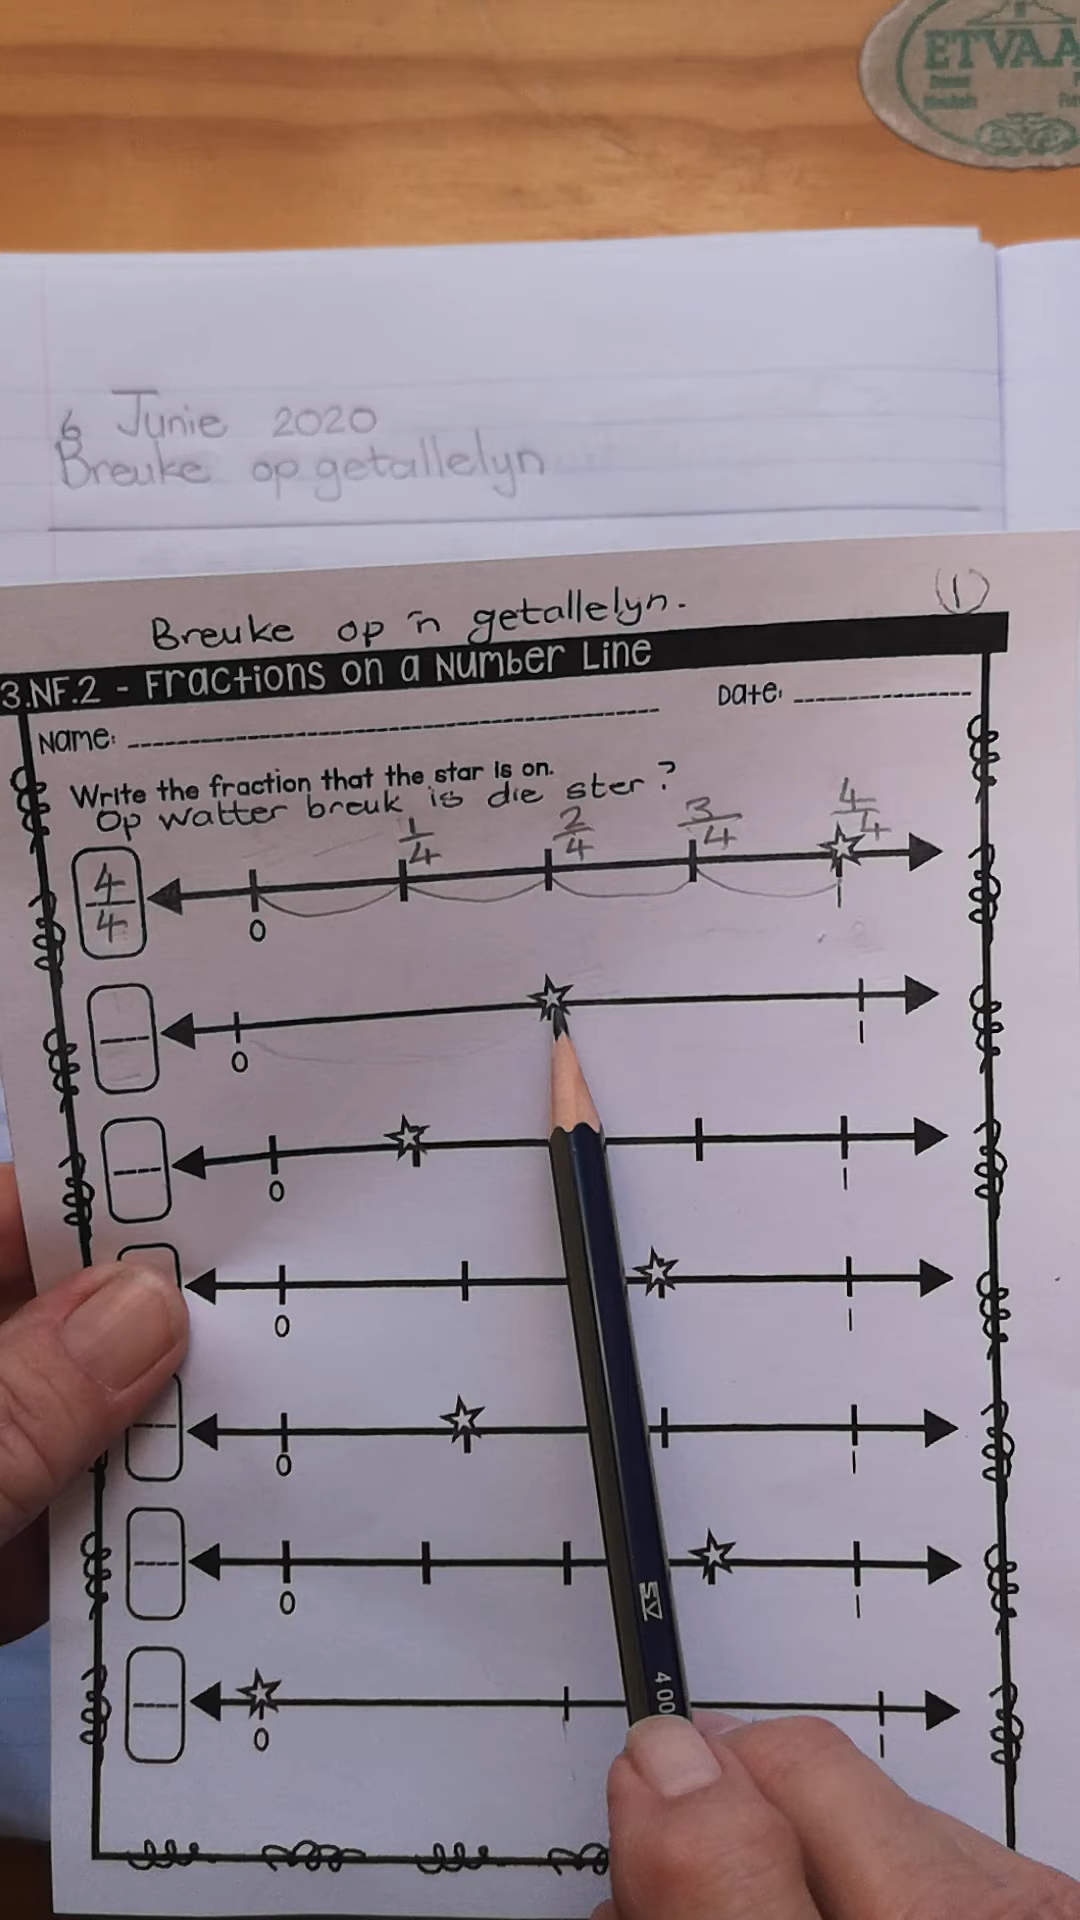 ETVAA
6 Junie 2020
Breuke op getallelyn
Breuke op 'n getallelyn.
1
3.NF.2 - Fractions on a Number Line
Name:
Date:
Write the fraction that the star is on.
Op watter breuk is die ster?
1/4 2/4 3/4 4/4
4/4
0
0 1
0 1
0 1
0 1
0 1
0 1
5V 400